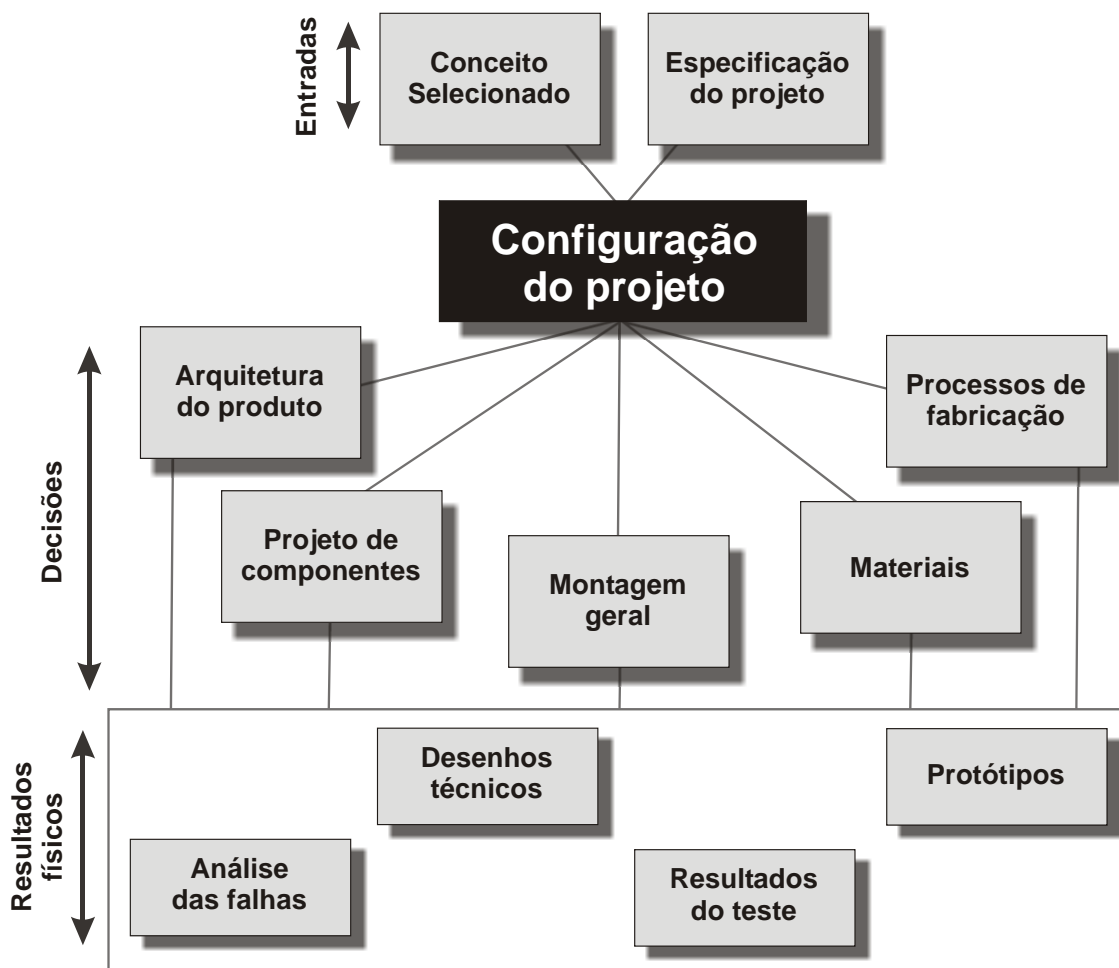 Entradas
Conceito
Selecionado
Especificação
do projeto
Configuração
do projeto
Decisões
Arquitetura
do produto
Processos de
fabricação
Projeto de
componentes
Montagem
geral
Materiais
Resultados
físicos
Desenhos
técnicos
Protótipos
Análise
das falhas
Resultados
do teste